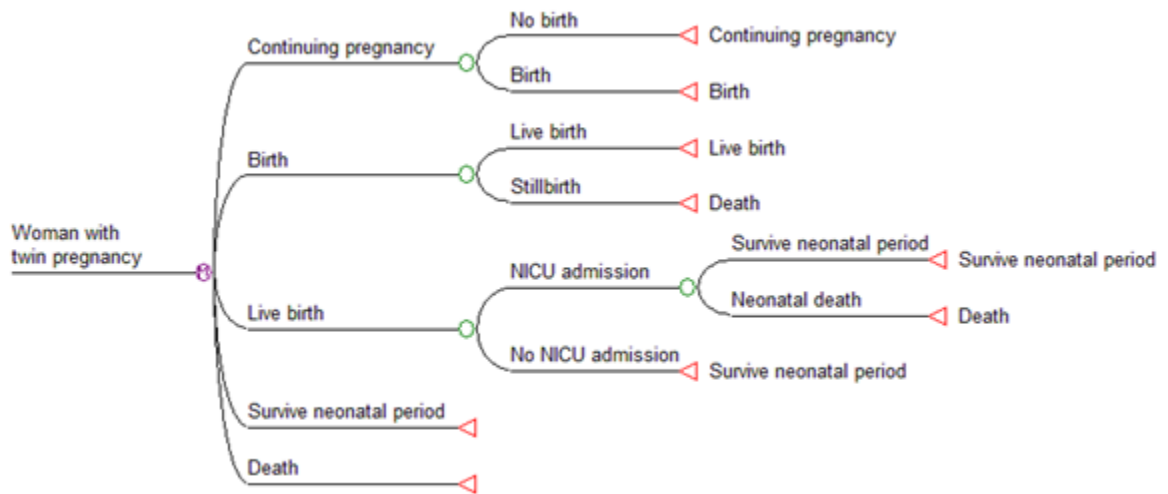 No birth
Continuing pregnancy
Continuing pregnancy
Birth
Birth
Live birth
Live birth
Birth
Stillbirth
Death
Woman with
twin pregnancy
Survive neonatal period
Survive neonatal period
NICU admission
Neonatal death
Death
Live birth
No NICU admission
Survive neonatal period
Survive neonatal period
Death